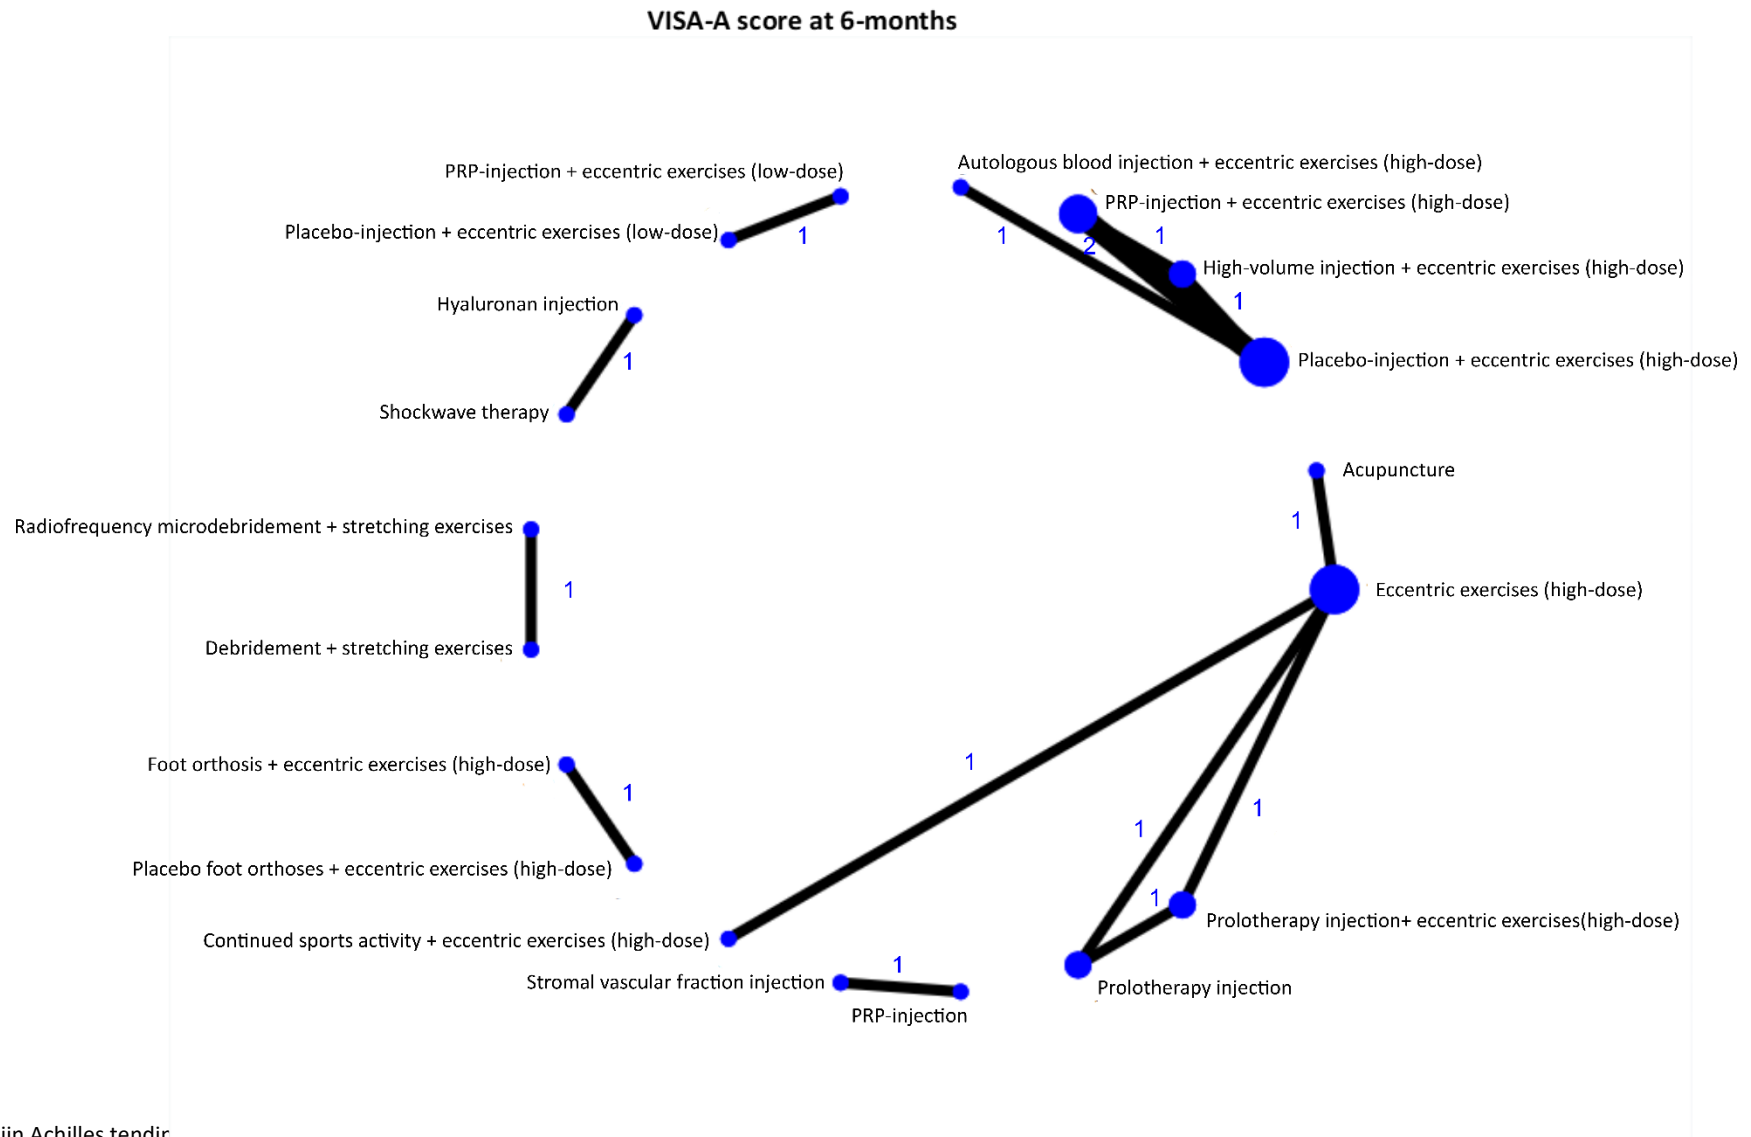 VISA-A score at 6-months
Autologous blood injection + eccentric exercises (high-dose)
PRP-injection + eccentric exercises (low-dose)
PRP-injection + eccentric exercises (high-dose)
Placebo-injection + eccentric exercises (low-dose)
1
1
2
1
High-volume injection + eccentric exercises (high-dose)
Hyaluronan injection
1
1
Placebo-injection + eccentric exercises (high-dose)
Shockwave therapy
Acupuncture
1
Radiofrequency microdebridement + stretching exercises
1
Eccentric exercises (high-dose)
Debridement + stretching exercises
Foot orthosis + eccentric exercises (high-dose)
1
1
1
1
Placebo foot orthoses + eccentric exercises (high-dose)
1
Prolotherapy injection+ eccentric exercises(high-dose)
Continued sports activity + eccentric exercises (high-dose)
1
Stromal vascular fraction injection
Prolotherapy injection
PRP-injection
Achilles